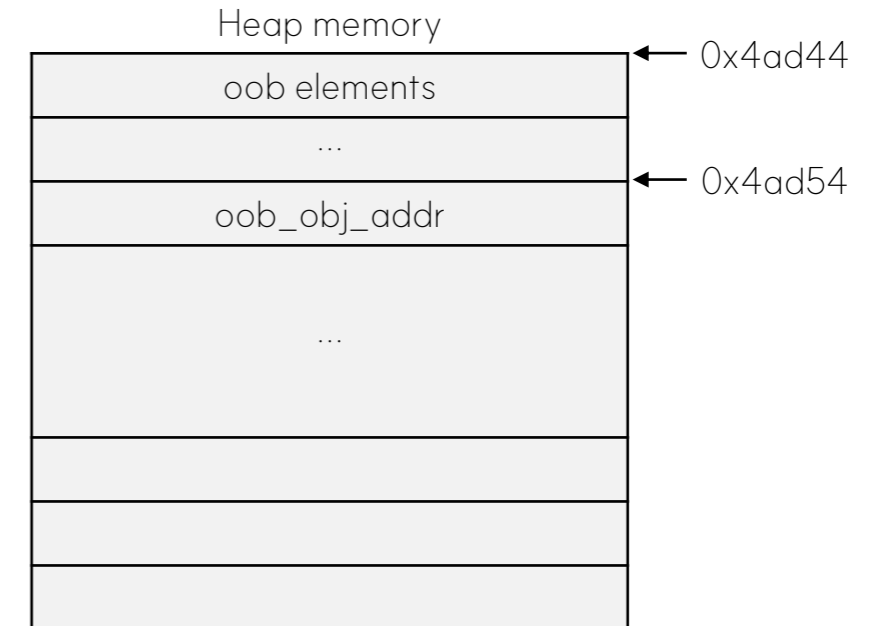 Heap memory
0x4ad44
oob elements
...
0x4ad54
oob_obj_addr
...